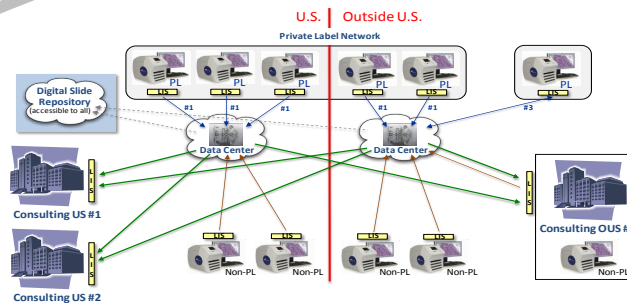 U.S. Outside U.S.
Private Label Network
PL PL PL PL PL PL
LIS LIS LIS LIS LIS LIS
#1 #1 #1 #1 #1 #3
Digital Slide
Repository
(accessible to all)
Data Center Data Center
LIS
Consulting US #1
LIS
Consulting OUS #
LIS
Consulting US #2
LIS LIS LIS LIS
Non-PL Non-PL Non-PL Non-PL Non-PL